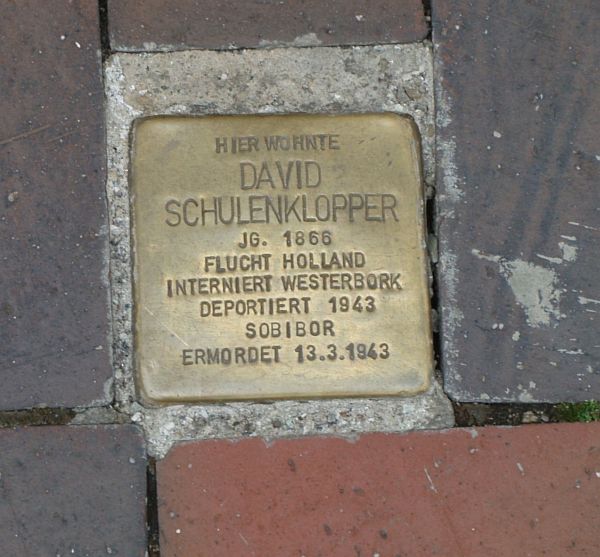 HIER WOHNTE
DAVID
SCHULENKLOPPER
JG. 1866
FLUCHT HOLLAND
INTERNIERT WESTERBORK
DEPORTIERT 1943
SOBIBOR
ERMORDET 13.3.1943